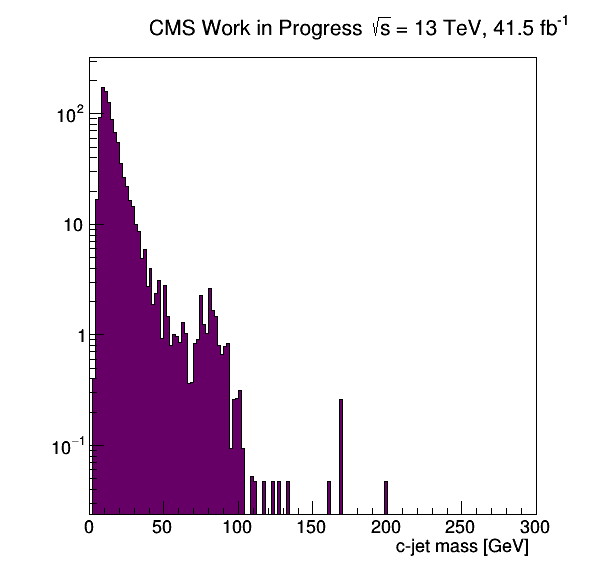 CMS Work in Progress √s = 13 TeV, 41.5 fb⁻¹
10²
10
1
10⁻¹
0 50 100 150 200 250 300
c-jet mass [GeV]